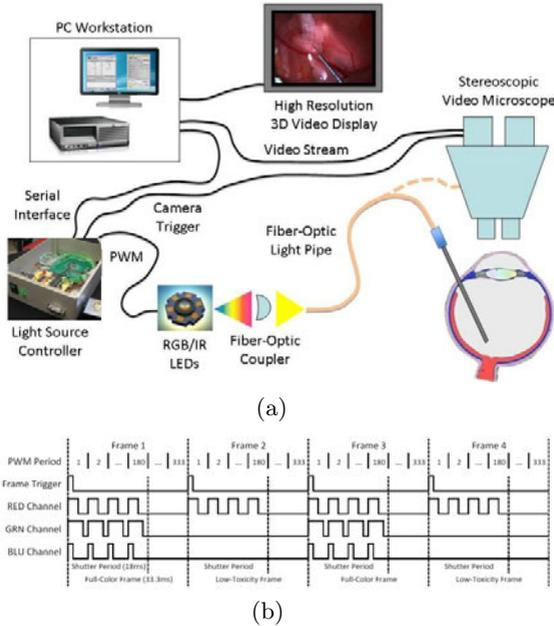 PC Workstation
High Resolution
3D Video Display
Stereoscopic
Video Microscope
Video Stream
Serial
Interface
Camera
Trigger
PWM
Fiber-Optic
Light Pipe
Light Source
Controller
RGB/IR
LEDs
Fiber-Optic
Coupler
(a)
Frame 1 Frame 2 Frame 3 Frame 4
PWM Period 1 2 ... 180 ... 333 1 2 ... 180 ... 333 1 2 ... 180 ... 333 1 2 ... 180 ... 333
Frame Trigger
RED Channel
GRN Channel
BLU Channel
Shutter Period (18ms) Shutter Period Shutter Period Shutter Period
Full-Color Frame (33.3ms) Low-Toxicity Frame Full-Color Frame Low-Toxicity Frame
(b)